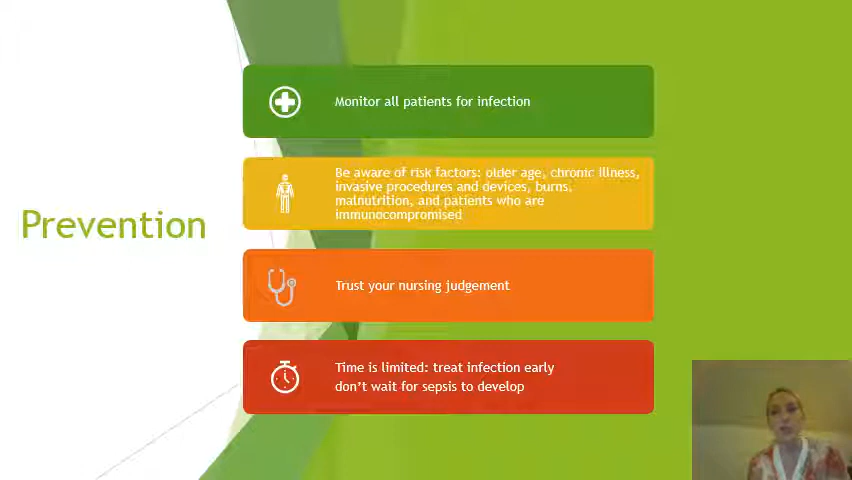 Prevention
Monitor all patients for infection
Be aware of risk factors: older age, chronic illness,
invasive procedures and devices, burns,
malnutrition, and patients who are
immunocompromised
Trust your nursing judgement
Time is limited: treat infection early
don't wait for sepsis to develop